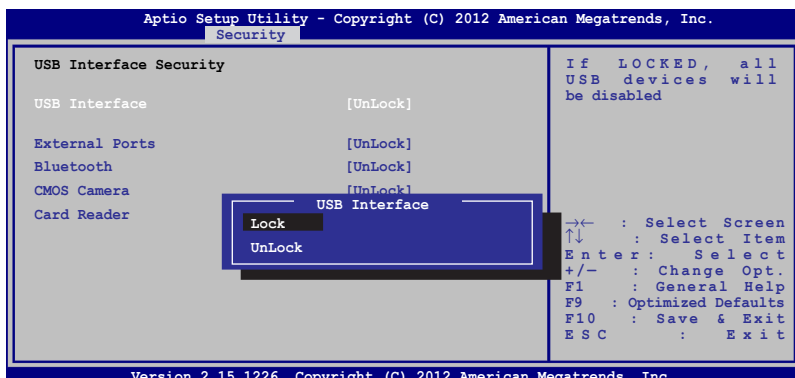 Aptio Setup Utility - Copyright (C) 2012 American Megatrends, Inc.
Security
USB Interface Security
USB Interface [UnLock]
External Ports [UnLock]
Bluetooth [UnLock]
CMOS Camera [UnLock]
Card Reader
USB Interface
Lock
UnLock
If LOCKED, all
USB devices will
be disabled
→← : Select Screen
↑↓ : Select Item
Enter: Select
+/— : Change Opt.
F1 : General Help
F9 : Optimized Defaults
F10 : Save & Exit
ESC : Exit
Version 2.15.1226. Copyright (C) 2012 American Megatrends, Inc.